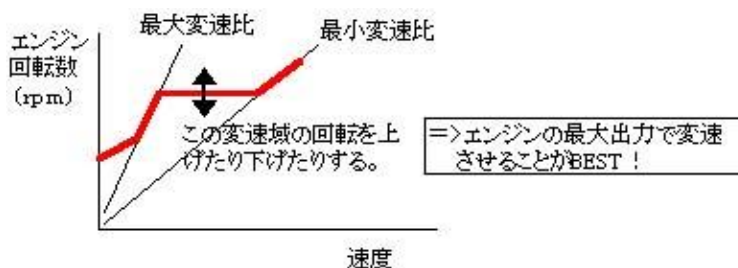 エンジン
回転数
(rpm)
最大変速比
最小変速比
この変速域の回転を上
げたり下げたりする。
=>エンジンの最大出力で変速
させることがBEST！
速度